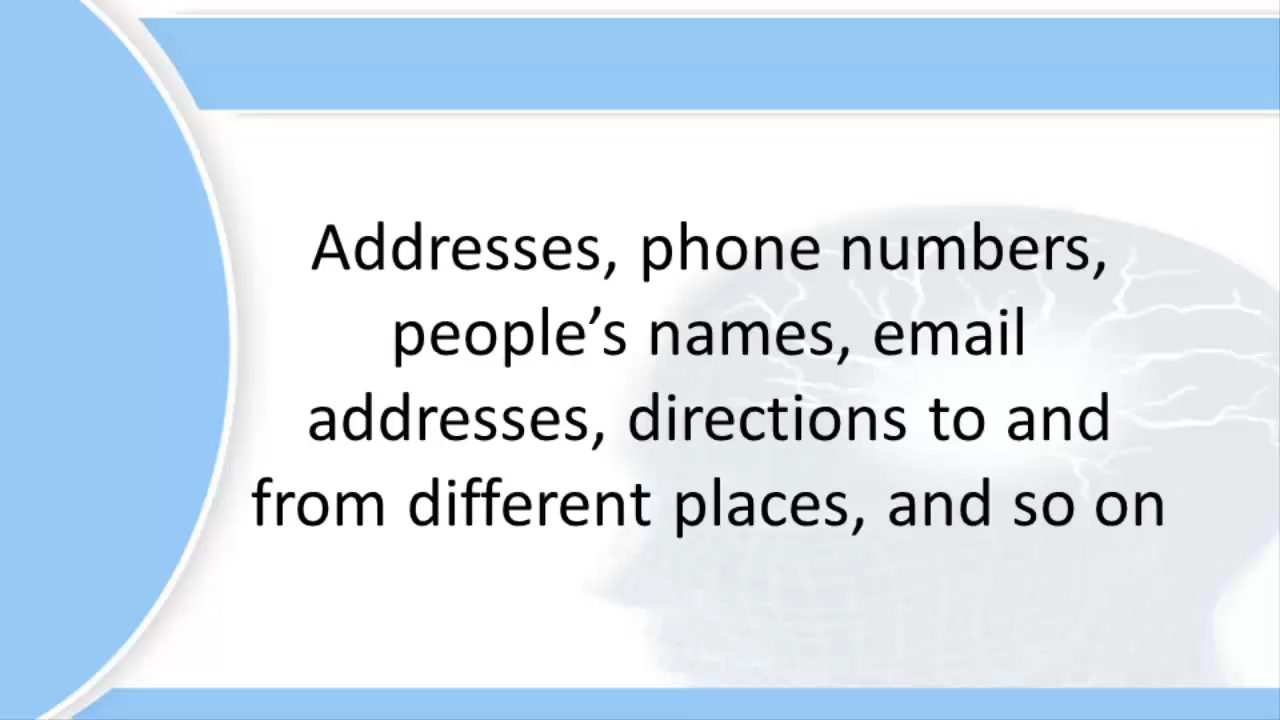 Addresses, phone numbers,
people’s names, email
addresses, directions to and
from different places, and so on